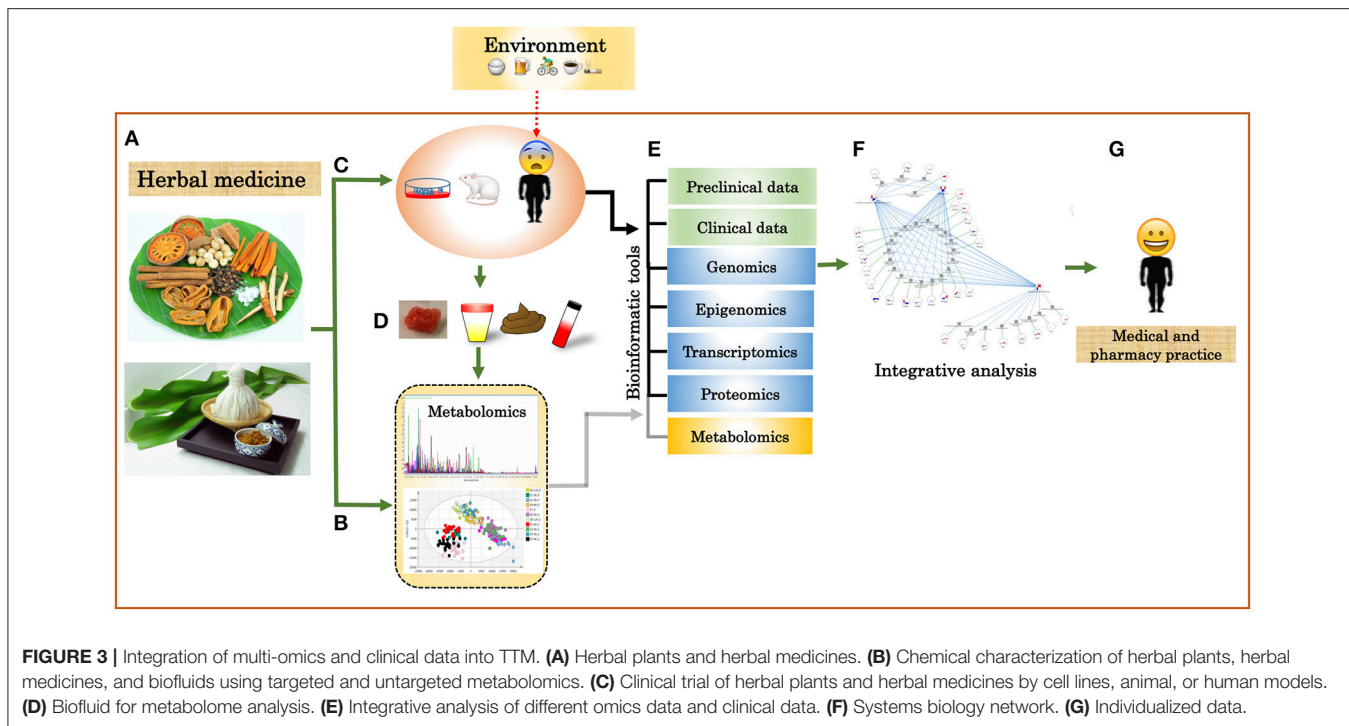 Environment
A
Herbal medicine
C
D
Metabolomics
B
E
Bioinformatic tools
Preclinical data
Clinical data
Genomics
Epigenomics
Transcriptomics
Proteomics
Metabolomics
F
Integrative analysis
G
Medical and
pharmacy practice
FIGURE 3 | Integration of multi-omics and clinical data into TTM. (A) Herbal plants and herbal medicines. (B) Chemical characterization of herbal plants, herbal
medicines, and biofluids using targeted and untargeted metabolomics. (C) Clinical trial of herbal plants and herbal medicines by cell lines, animal, or human models.
(D) Biofluid for metabolome analysis. (E) Integrative analysis of different omics data and clinical data. (F) Systems biology network. (G) Individualized data.